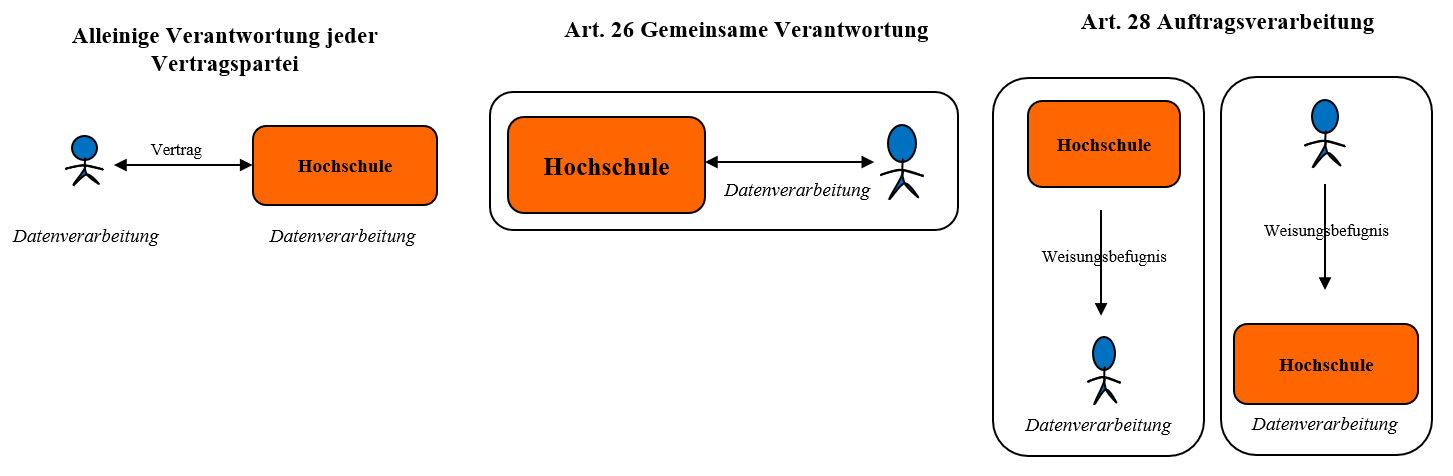 Alleinige Verantwortung jeder
Vertragspartei
Vertrag
Hochschule
Datenverarbeitung
Datenverarbeitung
Art. 26 Gemeinsame Verantwortung
Hochschule
Datenverarbeitung
Art. 28 Auftragsverarbeitung
Hochschule
Weisungsbefugnis
Datenverarbeitung
Weisungsbefugnis
Hochschule
Datenverarbeitung